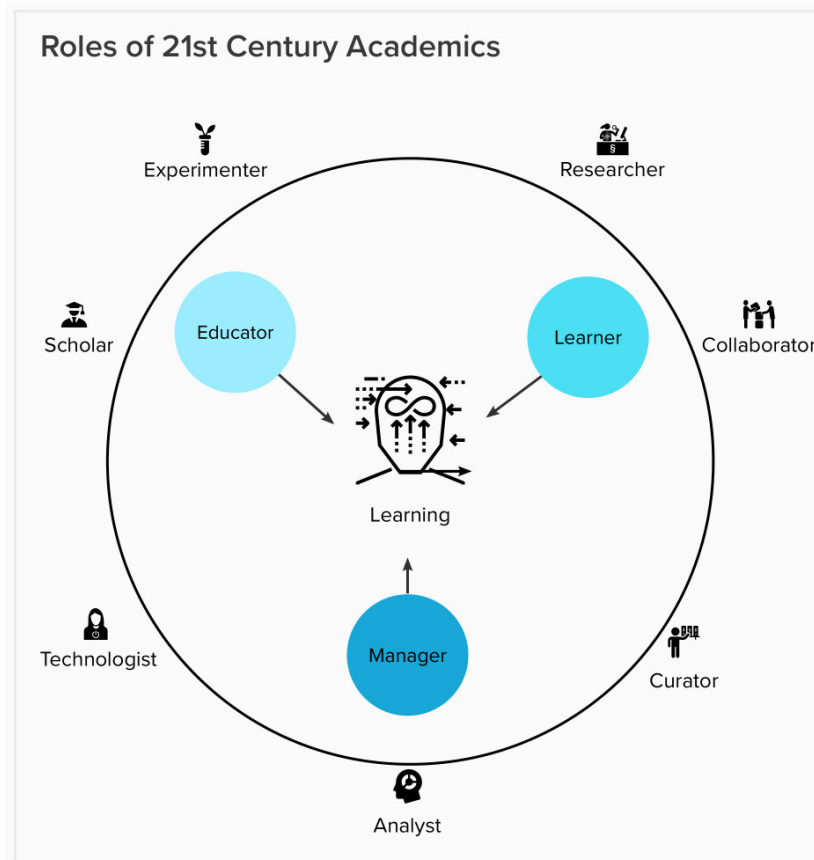 Roles of 21st Century Academics
Experimenter
Researcher
Educator
Learner
Scholar
Collaborator
Learning
Technologist
Manager
Curator
Analyst